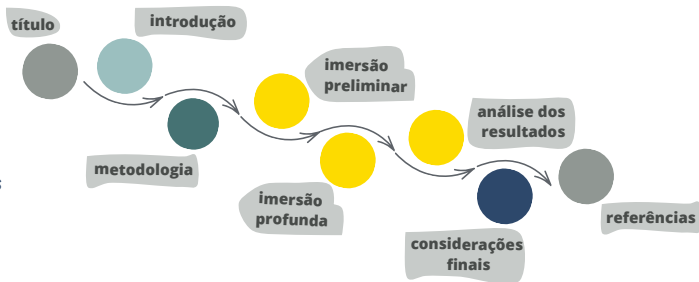 título
introdução
metodologia
imersão
preliminar
imersão
profunda
análise dos
resultados
considerações
finais
referências